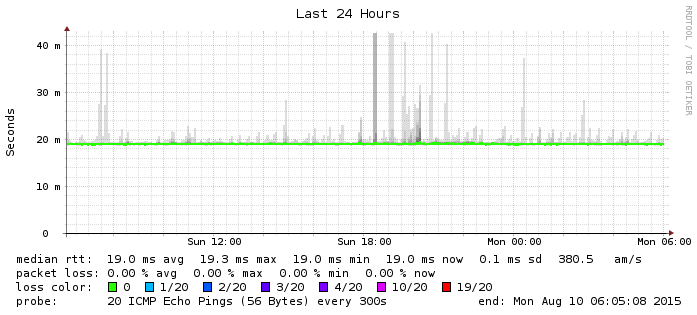 Last 24 Hours
RRDTOOL / TOBI OETIKER
Seconds
40 m
30 m
20 m
10 m
0
Sun 12:00 Sun 18:00 Mon 00:00 Mon 06:00
median rtt: 19.0 ms avg 19.3 ms max 19.0 ms min 19.0 ms now 0.1 ms sd 380.5 am/s
packet loss: 0.00 % avg 0.00 % max 0.00 % min 0.00 % now
loss color: 0 1/20 2/20 3/20 4/20 10/20 19/20
probe: 20 ICMP Echo Pings (56 Bytes) every 300s end: Mon Aug 10 06:05:08 2015